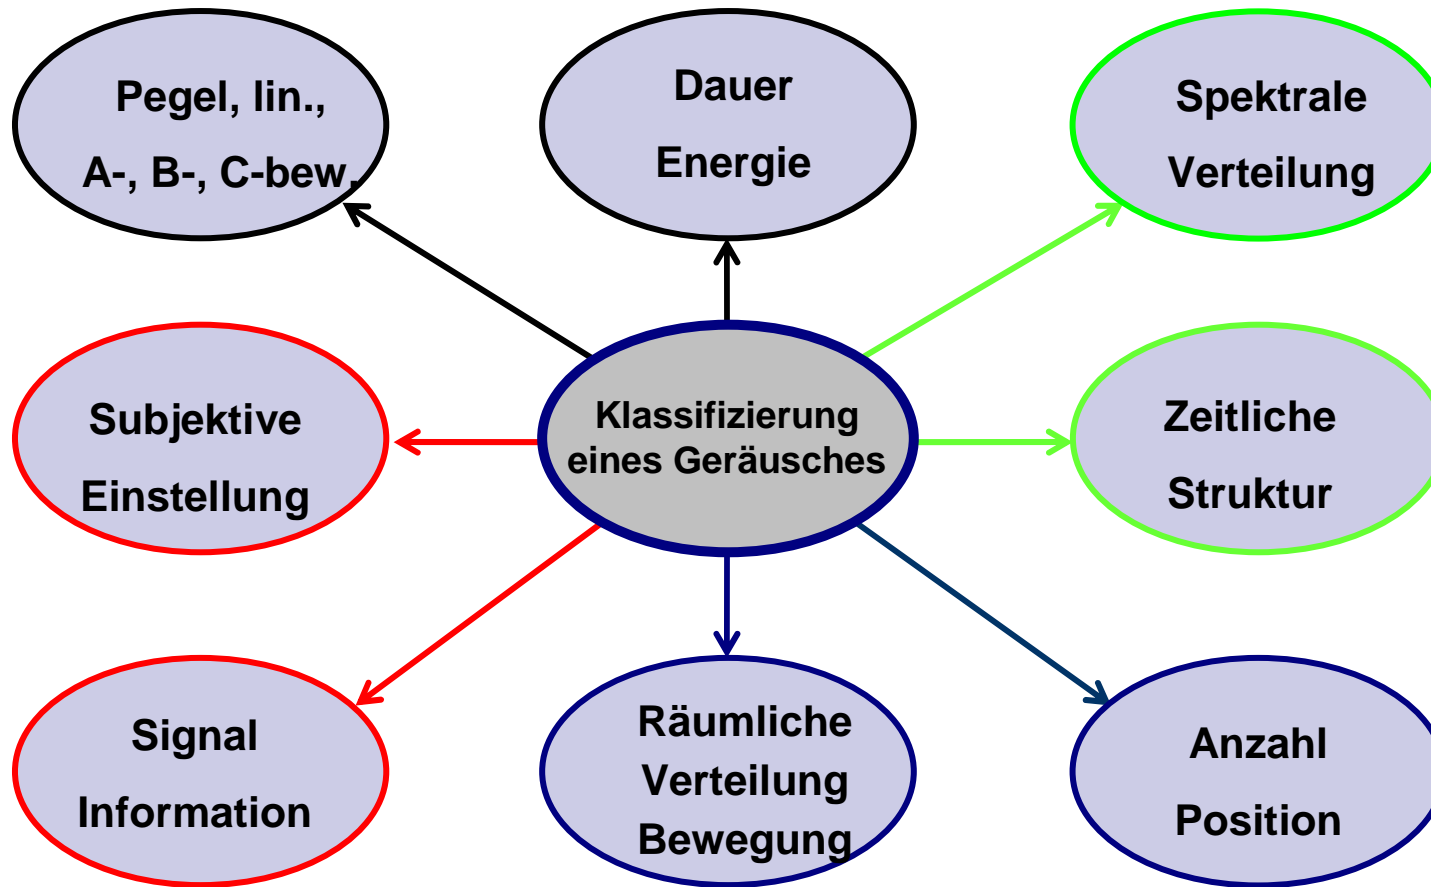 Pegel, lin.,
A-, B-, C-bew.
Dauer
Energie
Spektrale
Verteilung
Subjektive
Einstellung
Klassifizierung
eines Geräusches
Zeitliche
Struktur
Signal
Information
Räumliche
Verteilung
Bewegung
Anzahl
Position